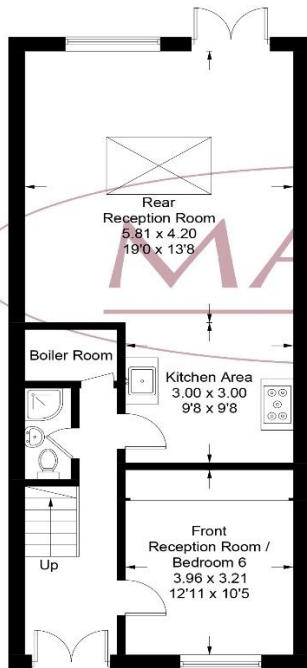 Rear
Reception Room
5.81 x 4.20
19'0 x 13'8
MA
Boiler Room
Kitchen Area
3.00 x 3.00
9'8 x 9'8
Up
Front
Reception Room /
Bedroom 6
3.96 x 3.21
12'11 x 10'5